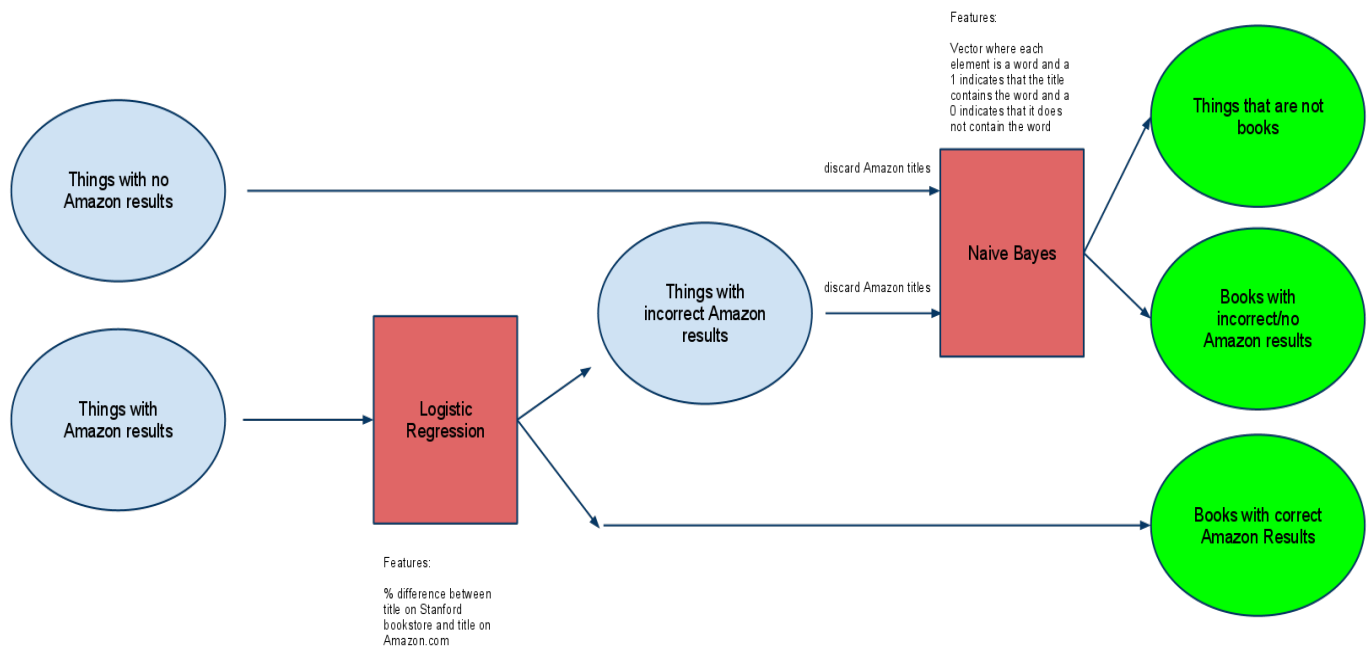 Features:
Vector where each
element is a word and a
1 indicates that the title
contains the word and a
0 indicates that it does
not contain the word
Things that are not
books
Things with no
Amazon results
discard Amazon titles
Naive Bayes
Things with
incorrect Amazon
results
discard Amazon titles
Books with
incorrect/no
Amazon results
Things with
Amazon results
Logistic
Regression
Books with correct
Amazon Results
Features:
% difference between
title on Stanford
bookstore and title on
Amazon.com